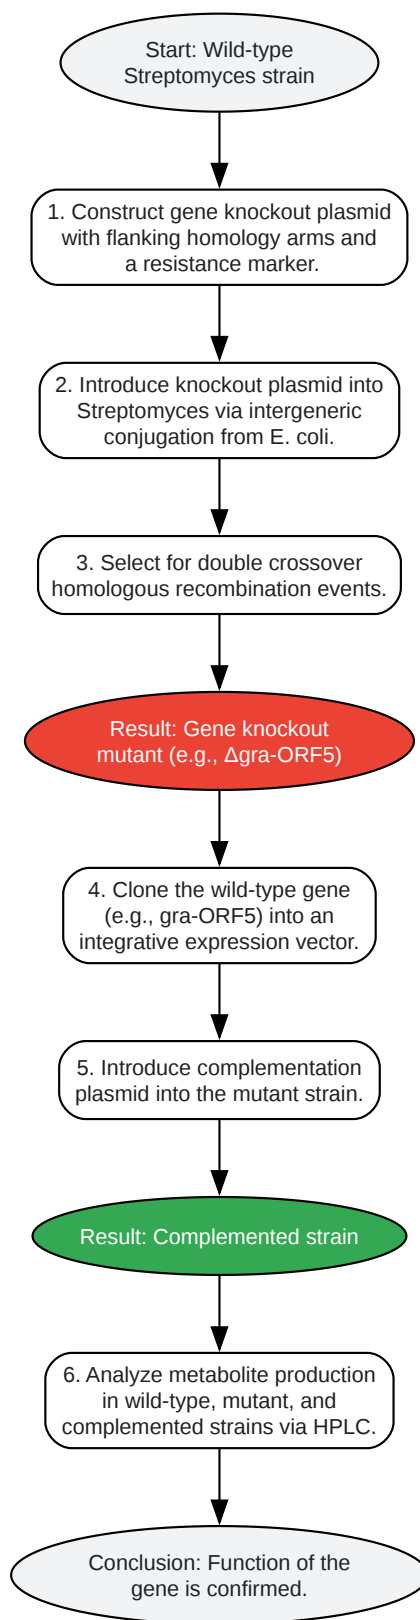 Start: Wild-type
Streptomyces strain
1. Construct gene knockout plasmid
with flanking homology arms and
a resistance marker.
2. Introduce knockout plasmid into
Streptomyces via intergeneric
conjugation from E. coli.
3. Select for double crossover
homologous recombination events.
Result: Gene knockout
mutant (e.g., Δgra-ORF5)
4. Clone the wild-type gene
(e.g., gra-ORF5) into an
integrative expression vector.
5. Introduce complementation
plasmid into the mutant strain.
Result: Complemented strain
6. Analyze metabolite production
in wild-type, mutant, and
complemented strains via HPLC.
Conclusion: Function of the
gene is confirmed.